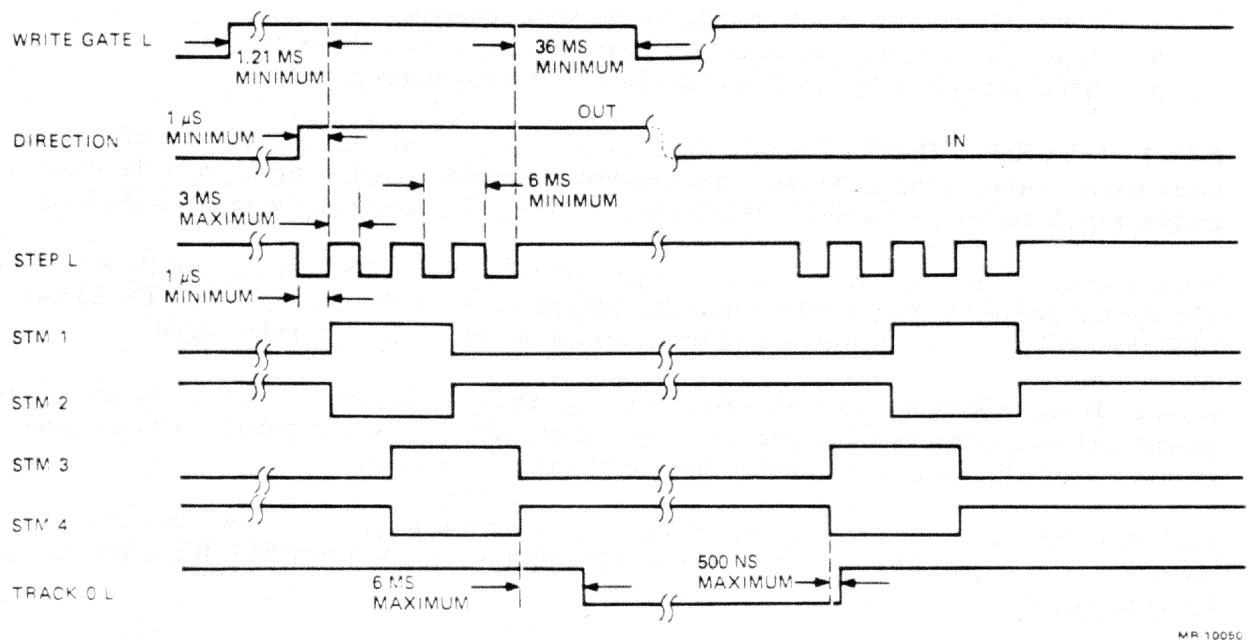 WRITE GATE L
1.21 MS
MINIMUM
36 MS
MINIMUM
OUT
1 µS
MINIMUM
DIRECTION
IN
3 MS
MAXIMUM
6 MS
MINIMUM
STEP L
1 µS
MINIMUM
STM 1
STM 2
STM 3
STM 4
6 MS
MAXIMUM
500 NS
MAXIMUM
TRACK 0 L
MR 10050